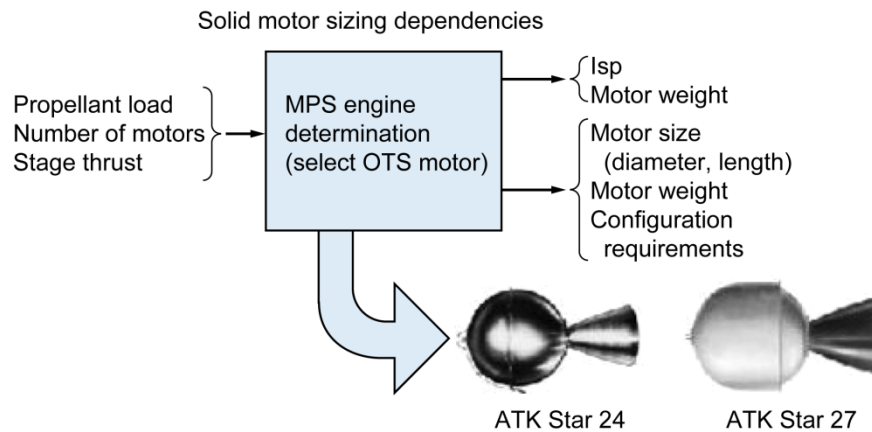 Solid motor sizing dependencies
Propellant load
Number of motors
Stage thrust
MPS engine
determination
(select OTS motor)
Isp
Motor weight
Motor size
(diameter, length)
Motor weight
Configuration
requirements
ATK Star 24
ATK Star 27